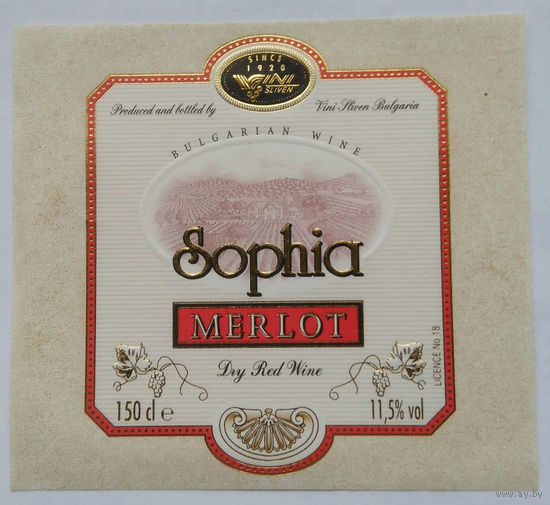 SINCE
1920
VINI
SLIVEN
Produced and bottled by
Vini Sliven Bulgaria
BULGARIAN WINE
Sophia
MERLOT
Dry Red Wine
LICENCE No 18
150 cl e
11,5% vol
www.ay.by